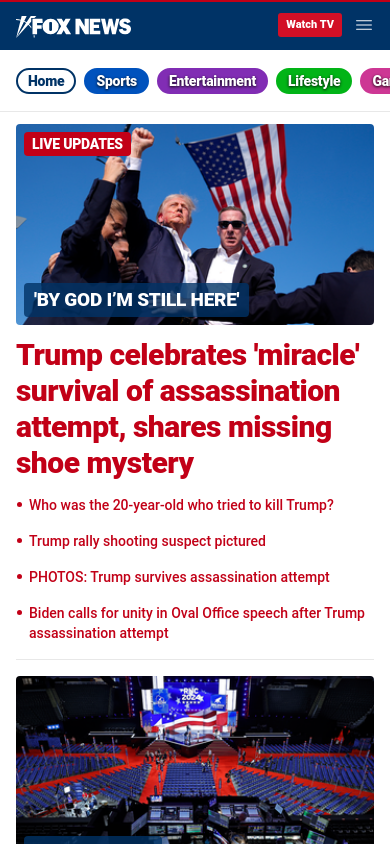 FOX NEWS
Watch TV
Home
Sports
Entertainment
Lifestyle
LIVE UPDATES
'BY GOD I'M STILL HERE'
Trump celebrates 'miracle'
survival of assassination
attempt, shares missing
shoe mystery
• Who was the 20-year-old who tried to kill Trump?
• Trump rally shooting suspect pictured
• PHOTOS: Trump survives assassination attempt
• Biden calls for unity in Oval Office speech after Trump
assassination attempt
RNC
2024